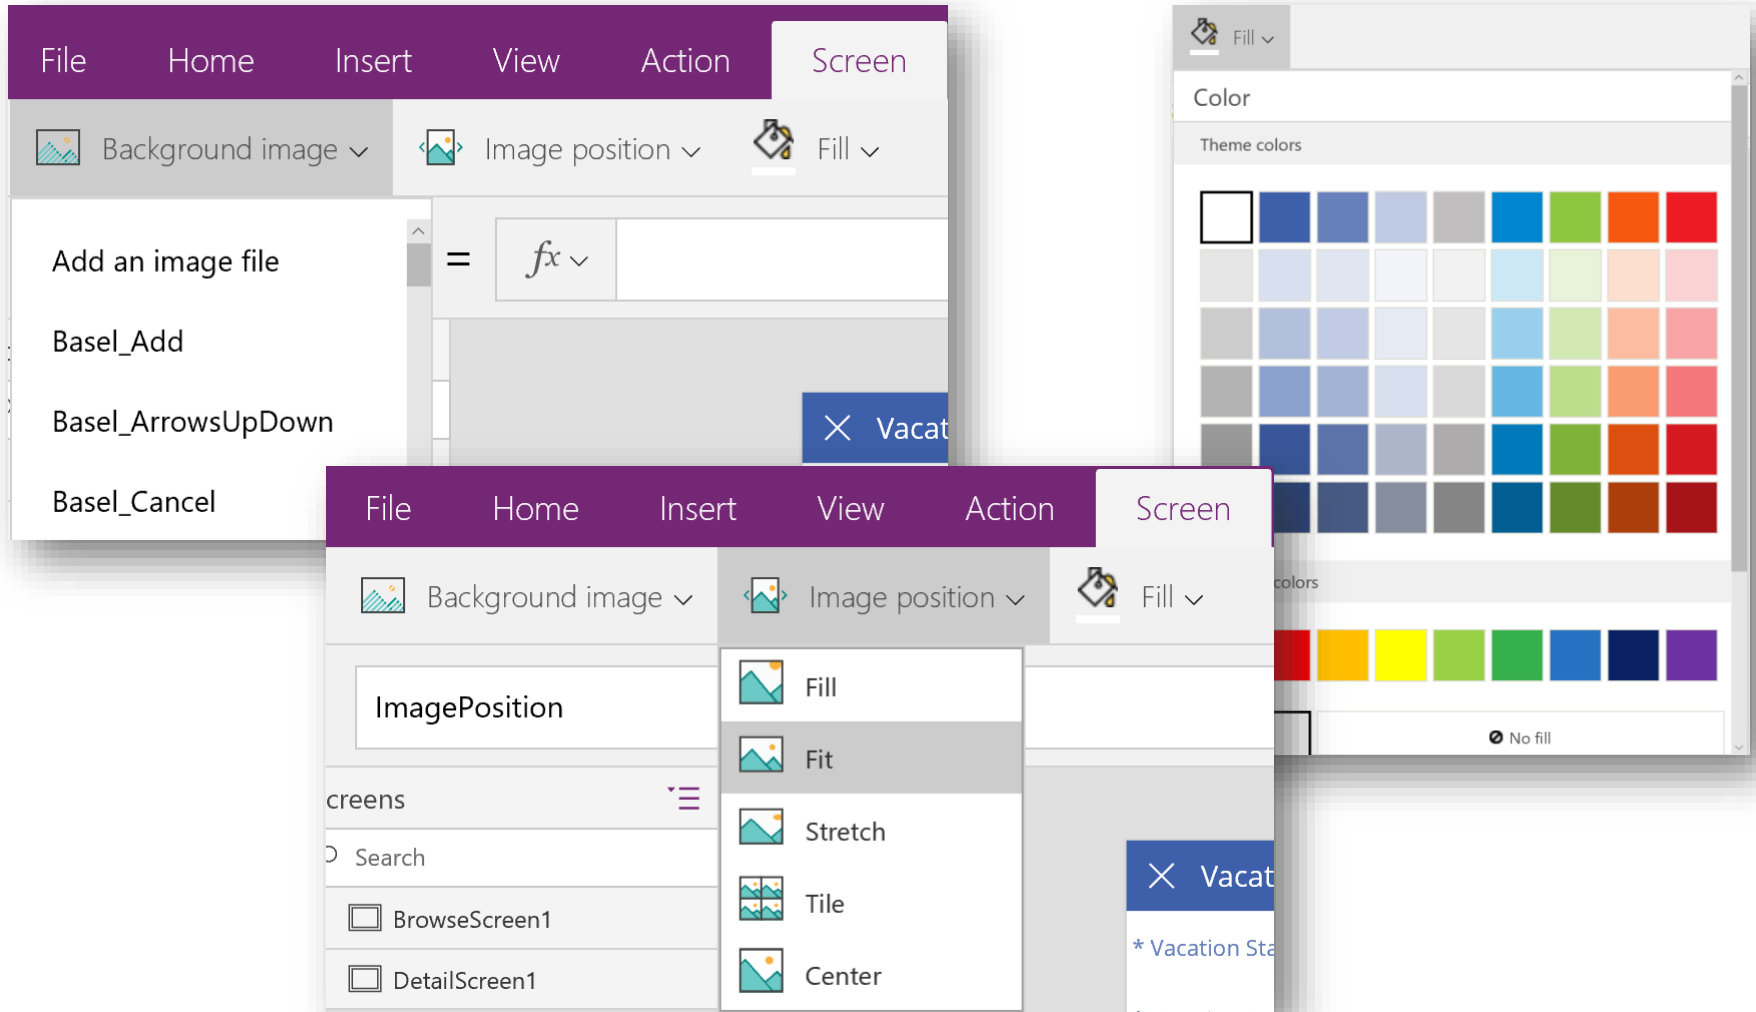 File Home Insert View Action Screen
Background image Image position Fill
Add an image file
= fx
Basel_Add
Basel_ArrowsUpDown
Basel_Cancel
Vacat
File Home Insert View Action Screen
Background image Image position Fill
ImagePosition
Fill
Fit
Stretch
Tile
Center
creens
Search
BrowseScreen1
DetailScreen1
Vacat
* Vacation Sta
Fill
Color
Theme colors
colors
No fill